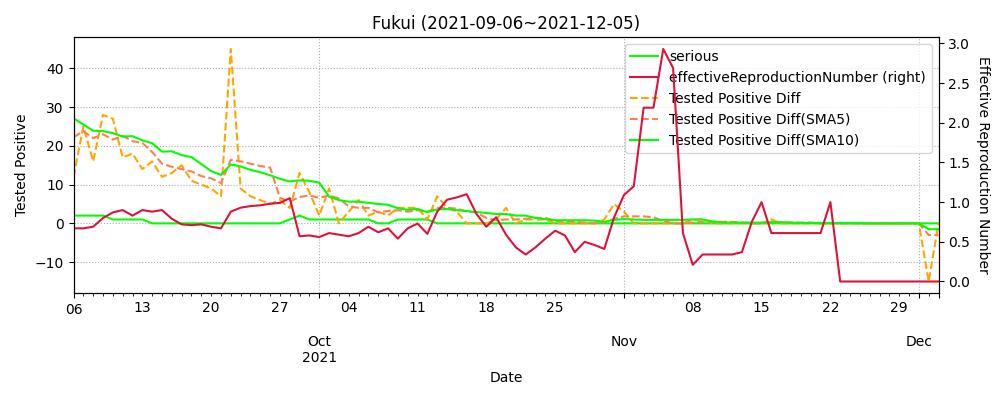 Fukui (2021-09-06~2021-12-05)
serious
effectiveReproductionNumber (right)
Tested Positive Diff
Tested Positive Diff(SMA5)
Tested Positive Diff(SMA10)
Tested Positive
40
30
20
10
0
−10
3.0
2.5
2.0
1.5
1.0
0.5
0.0
Effective Reproduction Number
06 13 20 27 04 11 18 25 08 15 22 29
Oct Nov Dec
2021
Date